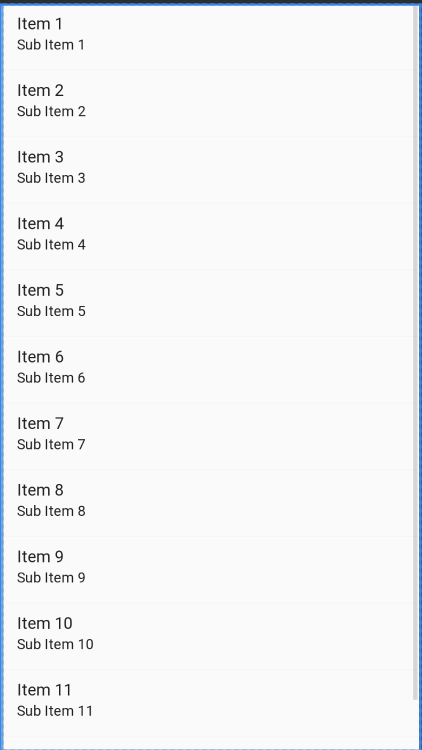 Item 1
Sub Item 1
Item 2
Sub Item 2
Item 3
Sub Item 3
Item 4
Sub Item 4
Item 5
Sub Item 5
Item 6
Sub Item 6
Item 7
Sub Item 7
Item 8
Sub Item 8
Item 9
Sub Item 9
Item 10
Sub Item 10
Item 11
Sub Item 11